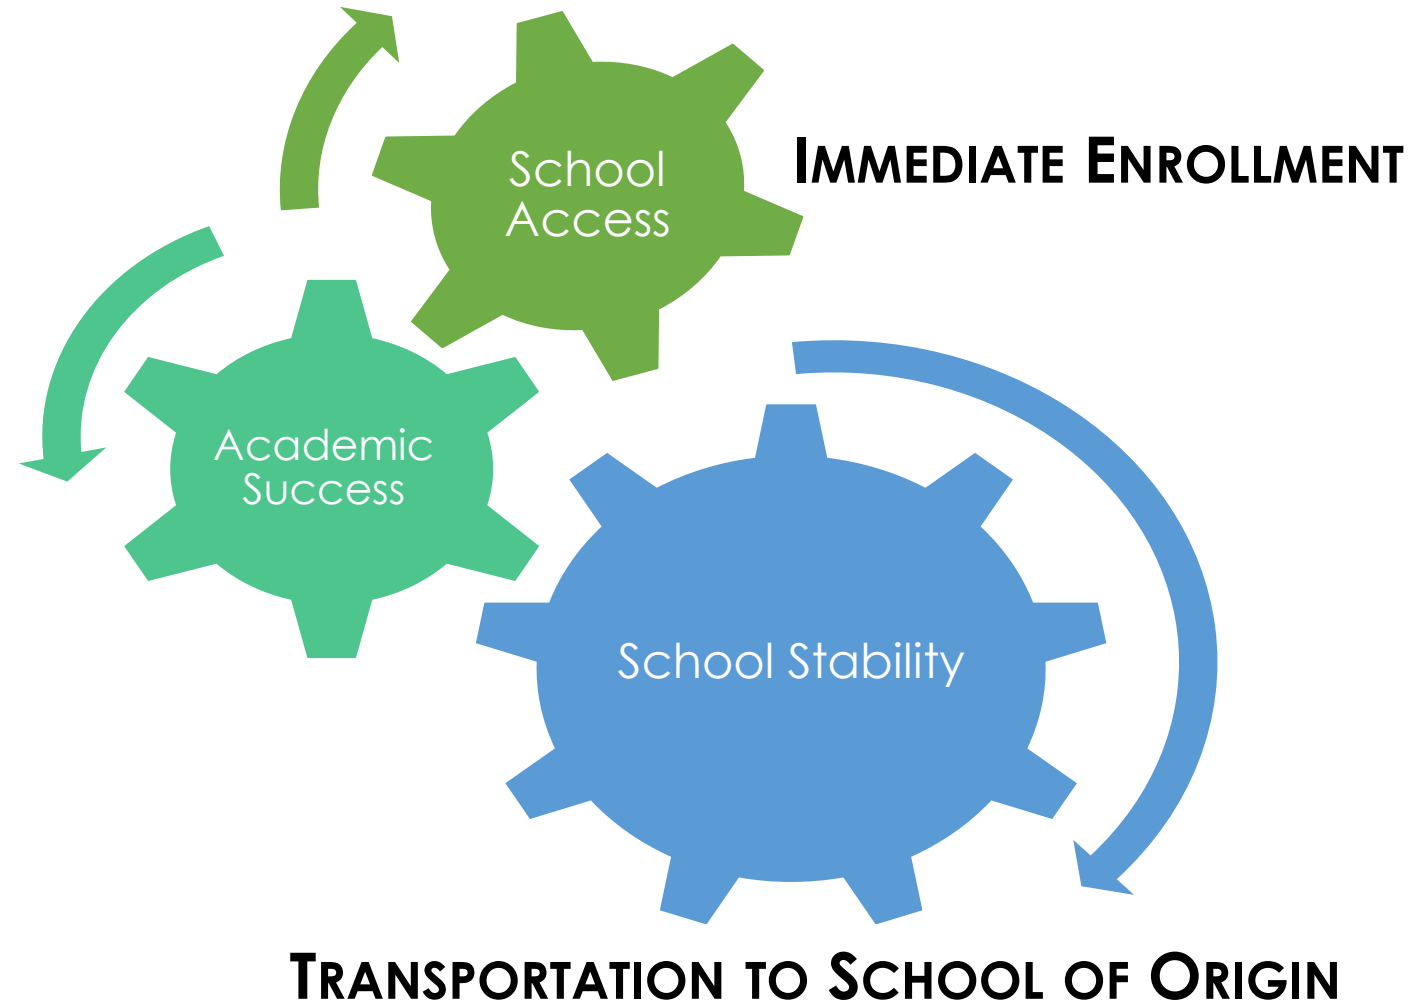 School
Access
IMMEDIATE ENROLLMENT
Academic
Success
School Stability
TRANSPORTATION TO SCHOOL OF ORIGIN